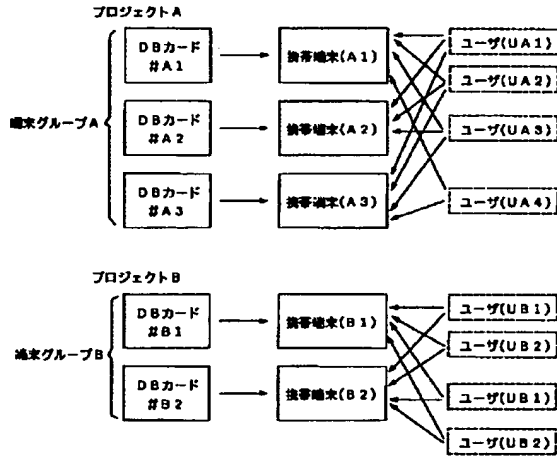 プロジェクトA
DBカード
#A1
携帯端末(A1)
ユーザ(UA1)
ユーザ(UA2)
端末グループA
DBカード
#A2
携帯端末(A2)
ユーザ(UA3)
DBカード
#A3
携帯端末(A3)
ユーザ(UA4)
プロジェクトB
DBカード
#B1
携帯端末(B1)
ユーザ(UB1)
ユーザ(UB2)
端末グループB
DBカード
#B2
携帯端末(B2)
ユーザ(UB1)
ユーザ(UB2)